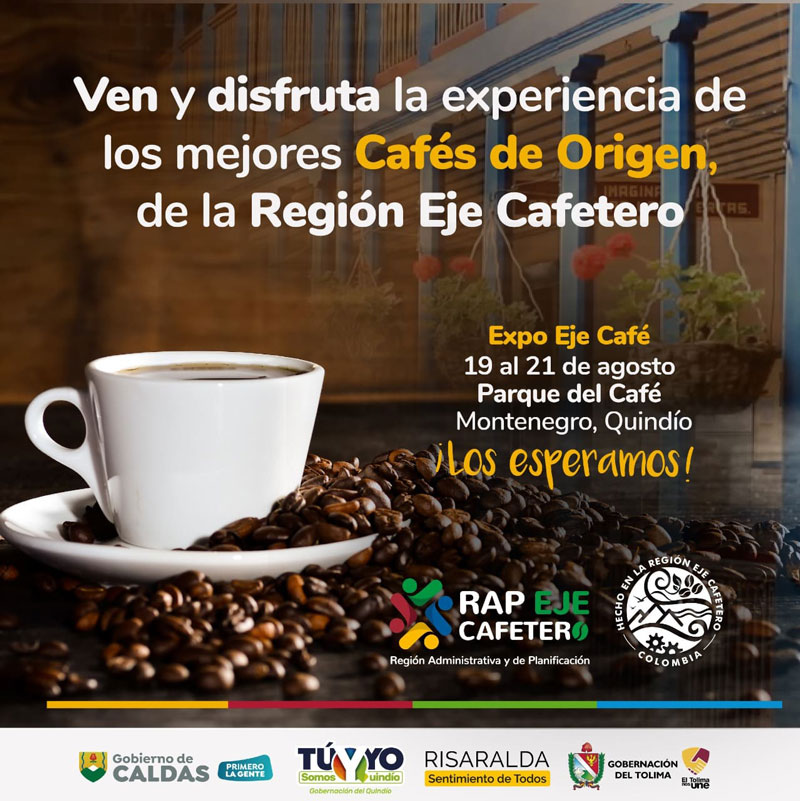 Ven y disfruta la experiencia de
los mejores Cafés de Origen,
de la Región Eje Cafetero
IMAGINA
Expo Eje Café
19 al 21 de agosto
Parque del Café
Montenegro, Quindío
¡Los esperamos!
RAP EJE
CAFETERO
Región Administrativa y de Planificación
HECHO EN LA REGIÓN EJE CAFETERO
COLOMBIA
Gobierno de
CALDAS
PRIMERO
LA GENTE
TÚ Y YO
Somos Quindío
Gobernación del Quindío
RISARALDA
Sentimiento de Todos
GOBERNACIÓN
DEL TOLIMA
El Tolima
nos
une